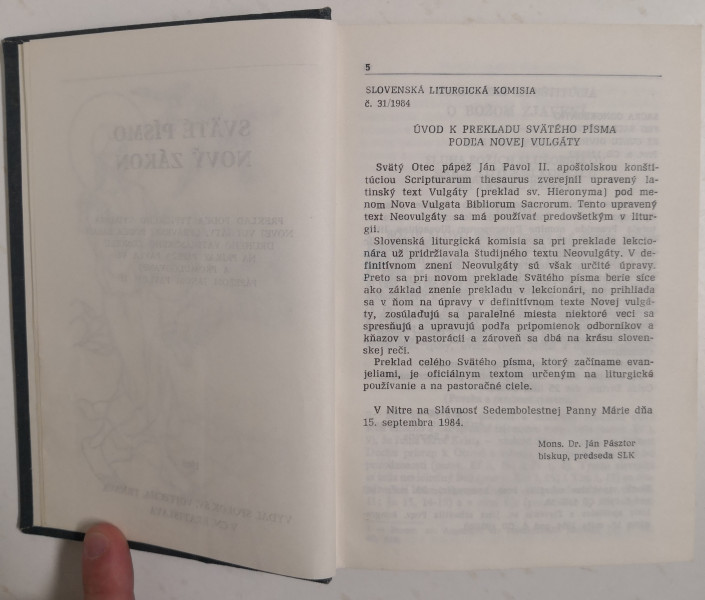 5
SLOVENSKÁ LITURGICKÁ KOMISIA
č. 31/1984
ÚVOD K PREKLADU SVÄTÉHO PÍSMA
PODĽA NOVEJ VULGÁTY
Svätý Otec pápež Ján Pavol II. apoštolskou konšti-
túciou Scripturarum thesaurus zverejnil upravený la-
tinský text Vulgáty (preklad sv. Hieronyma) pod me-
nom Nova Vulgata Bibliorum Sacrorum. Tento upravený
text Neovulgáty sa má používať predovšetkým v litur-
gii.
Slovenská liturgická komisia sa pri preklade lekcio-
nára už pridržiavala študijného textu Neovulgáty. V de-
finitívnom znení Neovulgáty sú však určité úpravy.
Preto sa pri novom preklade Svätého písma berie síce
ako základ znenie prekladu v lekcionári, no prihliada
sa v ňom na úpravy v definitívnom texte Novej vulgá-
ty, zosúlaďujú sa paralelné miesta niektoré veci sa
spresňujú a upravujú podľa pripomienok odborníkov a
kňazov v pastorácii a zároveň sa dbá na krásu sloven-
skej reči.
Preklad celého Svätého písma, ktorý začíname evan-
jeliami, je oficiálnym textom určeným na liturgické
používanie a na pastoračné ciele.
V Nitre na Slávnosť Sedembolestnej Panny Márie dňa
15. septembra 1984.
Mons. Dr. Ján Pásztor
biskup, predseda SLK